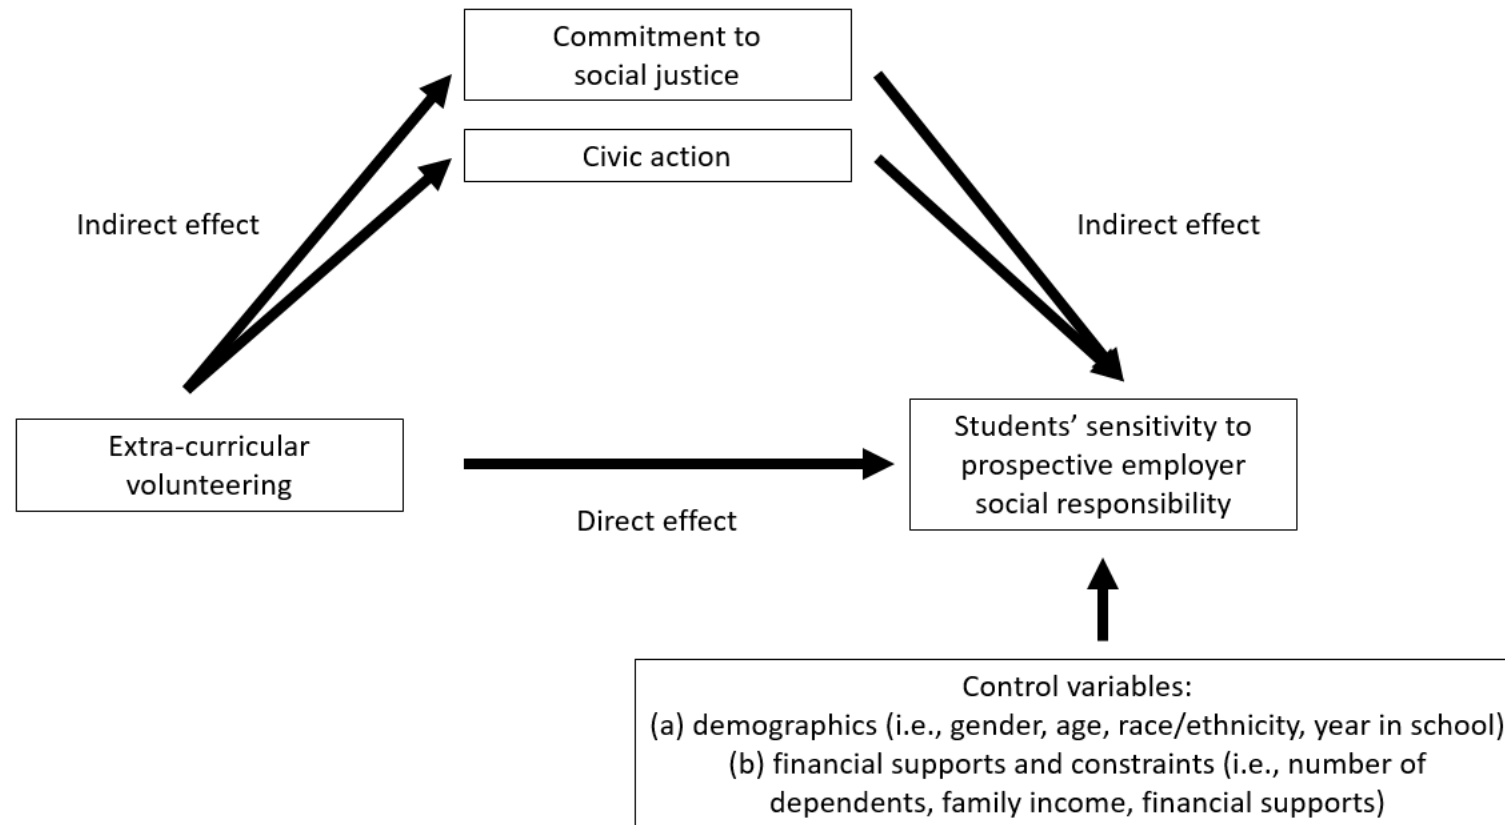 Commitment to
social justice
Civic action
Indirect effect
Indirect effect
Extra-curricular
volunteering
Direct effect
Students’ sensitivity to
prospective employer
social responsibility
Control variables:
(a) demographics (i.e., gender, age, race/ethnicity, year in school)
(b) financial supports and constraints (i.e., number of
dependents, family income, financial supports)